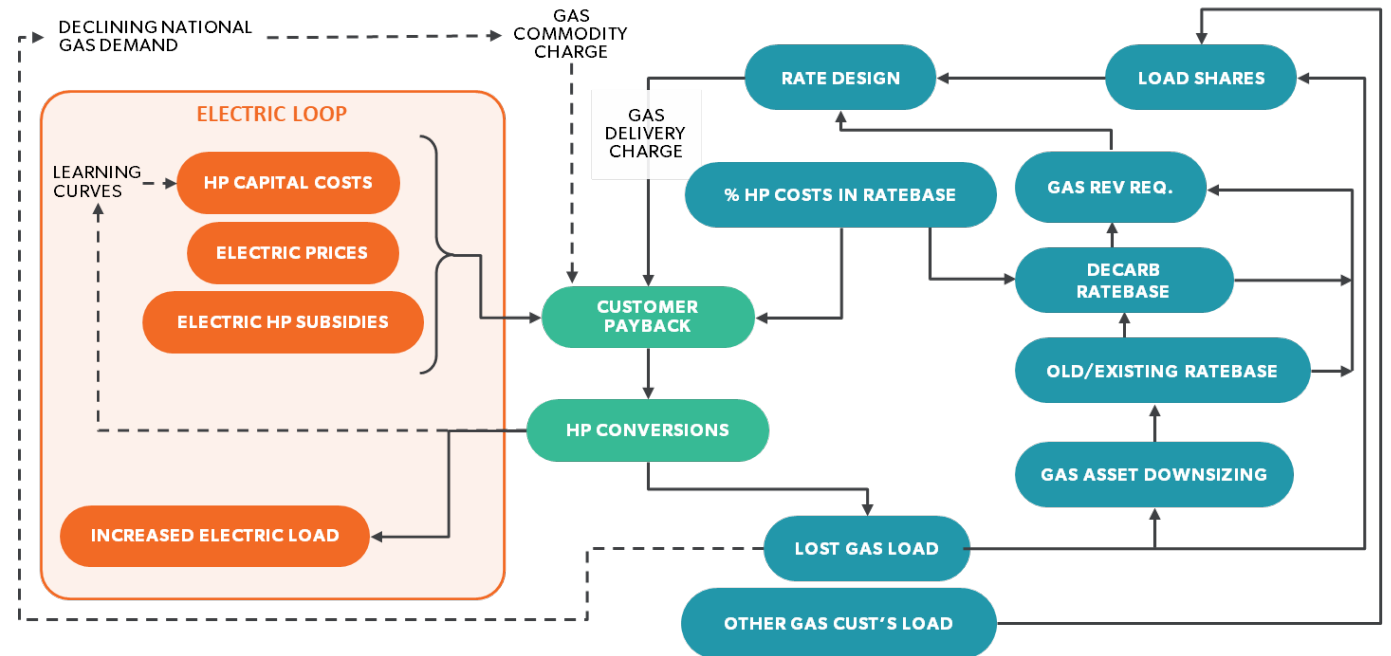 DECLINING NATIONAL
GAS DEMAND
GAS
COMMODITY
CHARGE
RATE DESIGN
LOAD SHARES
ELECTRIC LOOP
GAS
DELIVERY
CHARGE
LEARNING
CURVES
HP CAPITAL COSTS
% HP COSTS IN RATEBASE
GAS REV REQ.
ELECTRIC PRICES
DECARB
RATEBASE
ELECTRIC HP SUBSIDIES
CUSTOMER
PAYBACK
OLD/EXISTING RATEBASE
HP CONVERSIONS
GAS ASSET DOWNSIZING
INCREASED ELECTRIC LOAD
LOST GAS LOAD
OTHER GAS CUST'S LOAD